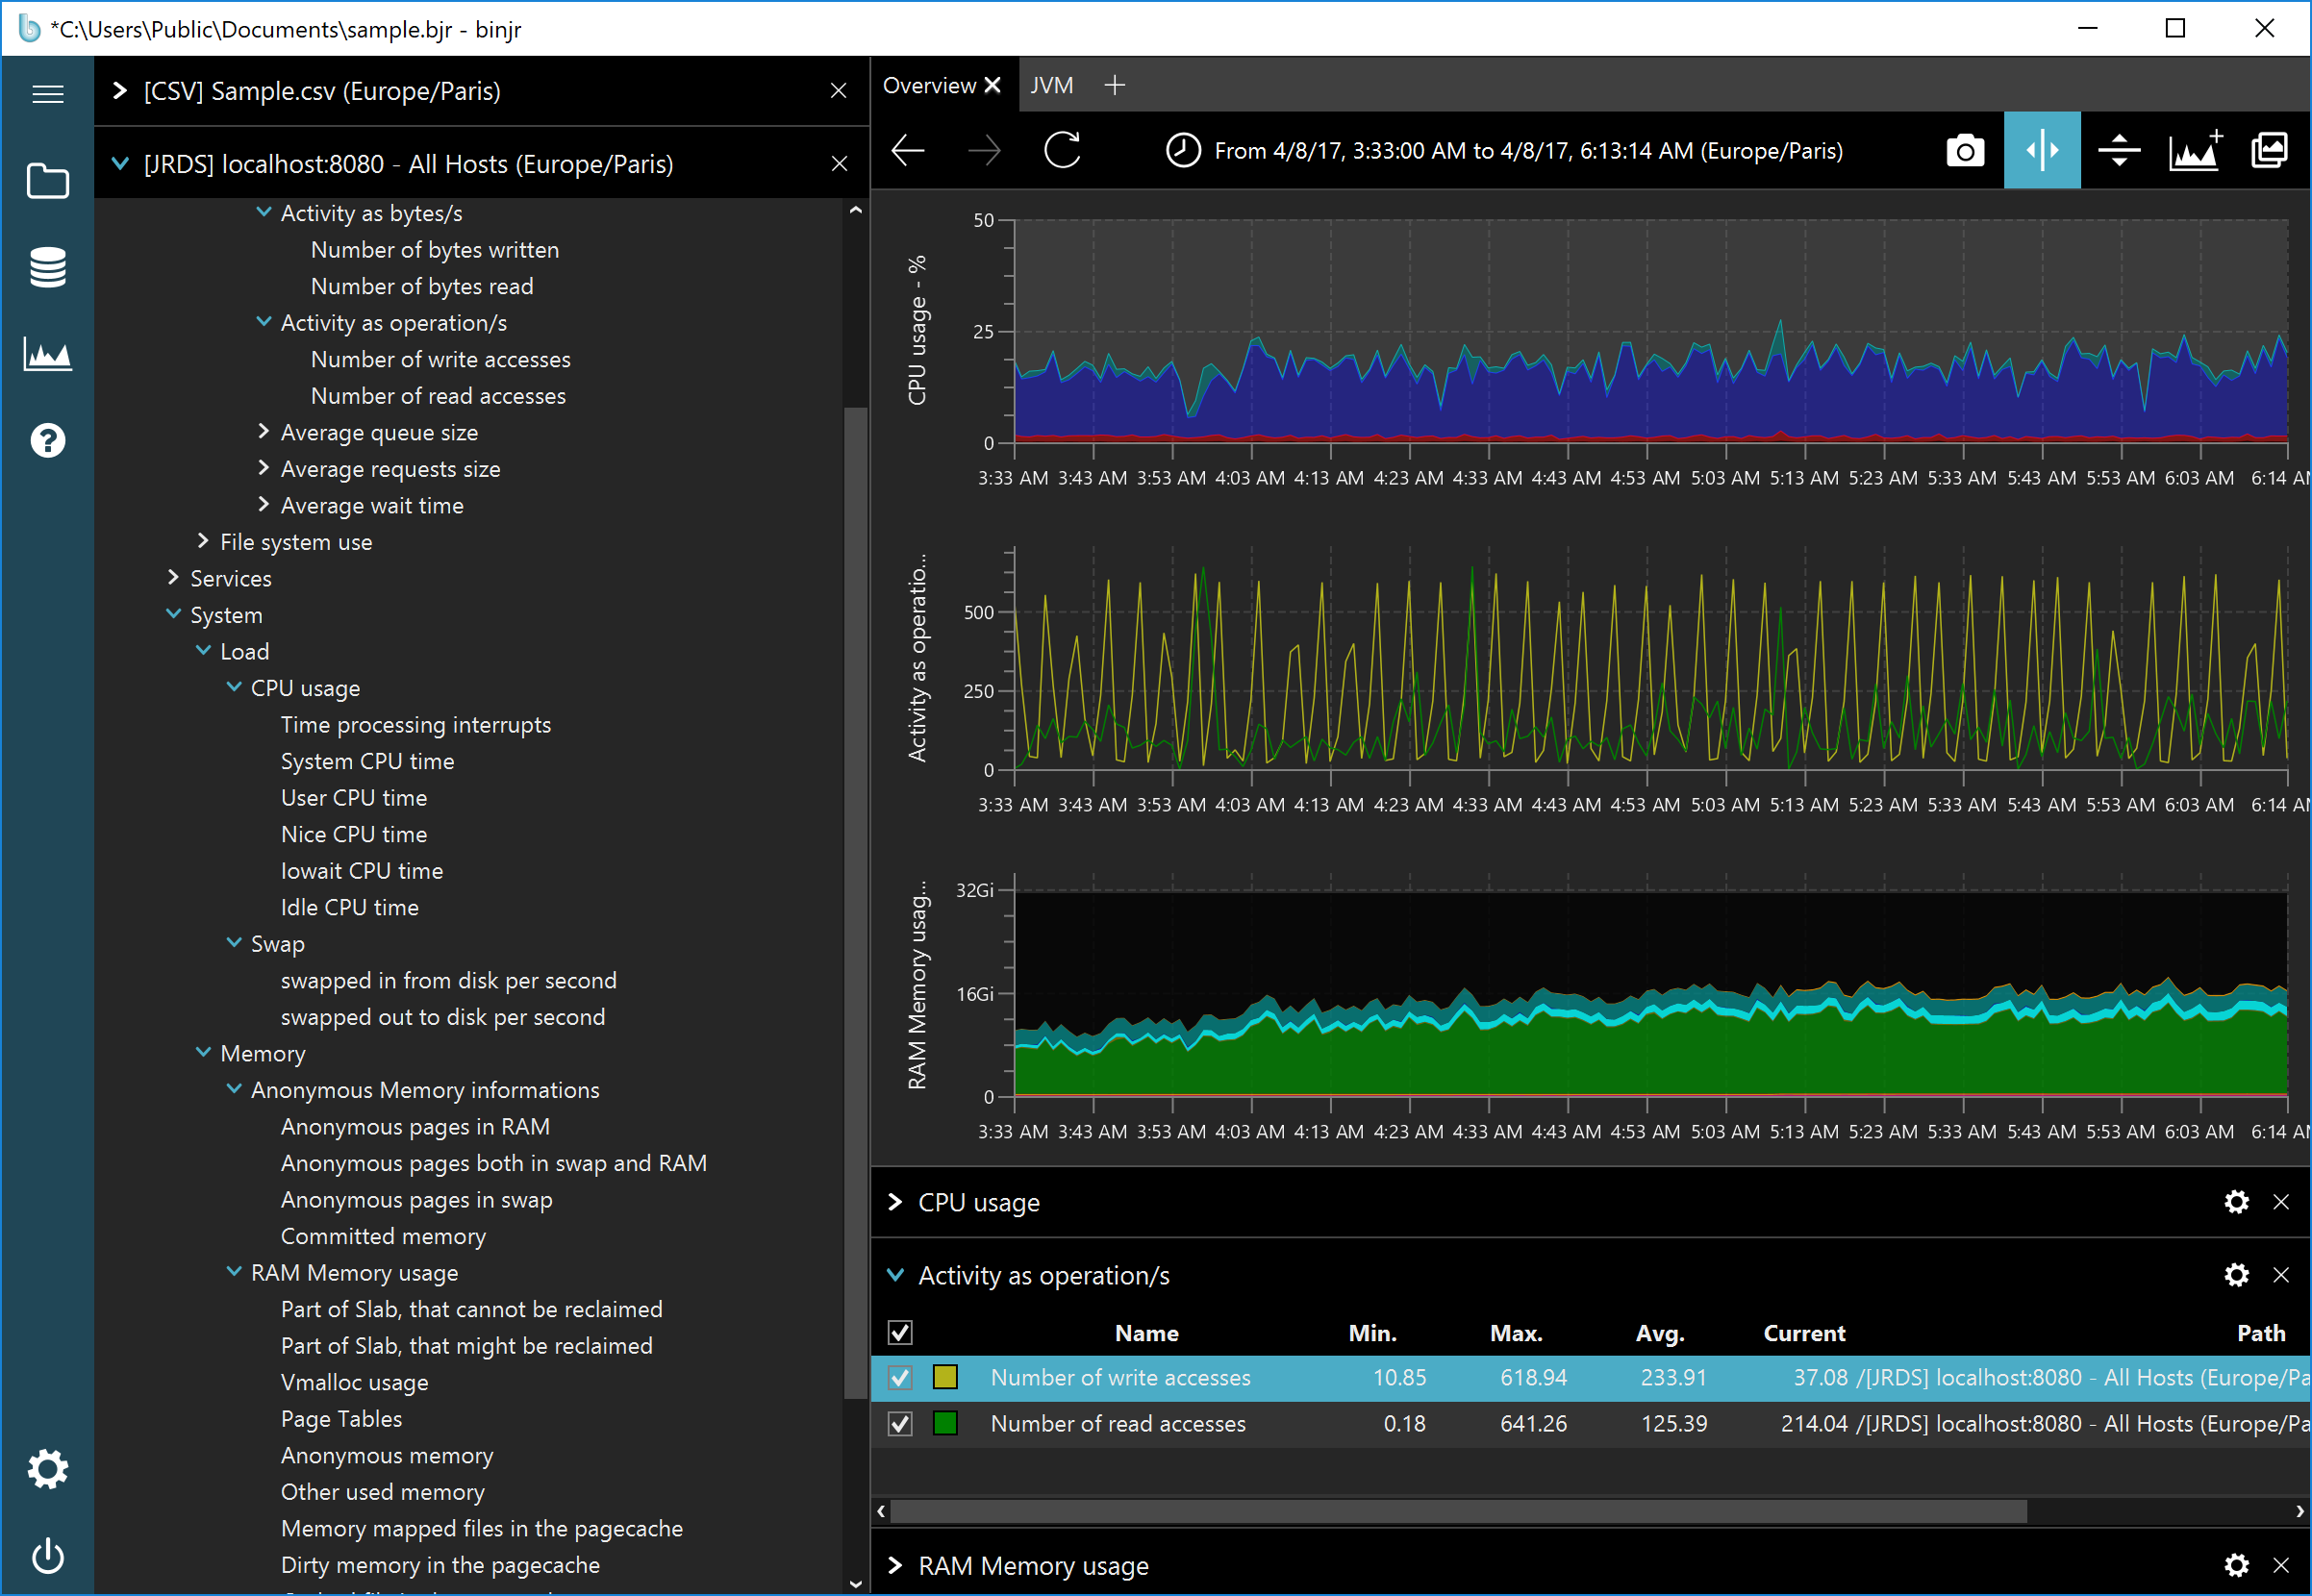 *C:\Users\Public\Documents\sample.bjr - binjr
[CSV] Sample.csv (Europe/Paris)
[JRDS] localhost:8080 - All Hosts (Europe/Paris)
Activity as bytes/s
Number of bytes written
Number of bytes read
Activity as operation/s
Number of write accesses
Number of read accesses
Average queue size
Average requests size
Average wait time
File system use
Services
System
Load
CPU usage
Time processing interrupts
System CPU time
User CPU time
Nice CPU time
Iowait CPU time
Idle CPU time
Swap
swapped in from disk per second
swapped out to disk per second
Memory
Anonymous Memory informations
Anonymous pages in RAM
Anonymous pages both in swap and RAM
Anonymous pages in swap
Committed memory
RAM Memory usage
Part of Slab, that cannot be reclaimed
Part of Slab, that might be reclaimed
Vmalloc usage
Page Tables
Anonymous memory
Other used memory
Memory mapped files in the pagecache
Dirty memory in the pagecache
Overview JVM
From 4/8/17, 3:33:00 AM to 4/8/17, 6:13:14 AM (Europe/Paris)
CPU usage - %
50
25
0
3:33 AM 3:43 AM 3:53 AM 4:03 AM 4:13 AM 4:23 AM 4:33 AM 4:43 AM 4:53 AM 5:03 AM 5:13 AM 5:23 AM 5:33 AM 5:43 AM 5:53 AM 6:03 AM 6:14 AM
Activity as operatio...
500
250
0
3:33 AM 3:43 AM 3:53 AM 4:03 AM 4:13 AM 4:23 AM 4:33 AM 4:43 AM 4:53 AM 5:03 AM 5:13 AM 5:23 AM 5:33 AM 5:43 AM 5:53 AM 6:03 AM 6:14 AM
RAM Memory usag...
32Gi
16Gi
0
3:33 AM 3:43 AM 3:53 AM 4:03 AM 4:13 AM 4:23 AM 4:33 AM 4:43 AM 4:53 AM 5:03 AM 5:13 AM 5:23 AM 5:33 AM 5:43 AM 5:53 AM 6:03 AM 6:14 AM
CPU usage
Activity as operation/s
Name Min. Max. Avg. Current Path
Number of write accesses 10.85 618.94 233.91 37.08 /[JRDS] localhost:8080 - All Hosts (Europe/Pa
Number of read accesses 0.18 641.26 125.39 214.04 /[JRDS] localhost:8080 - All Hosts (Europe/Pa
RAM Memory usage